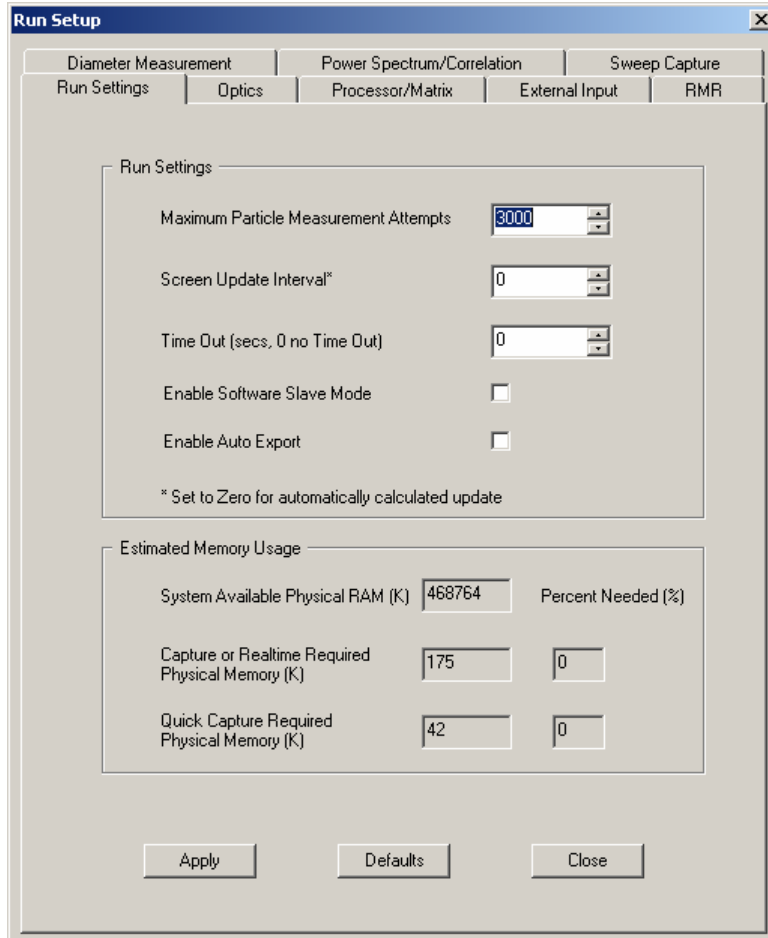 Run Setup
Diameter Measurement Power Spectrum/Correlation Sweep Capture
Run Settings Optics Processor/Matrix External Input RMR
Run Settings
Maximum Particle Measurement Attempts 3000
Screen Update Interval* 0
Time Out (secs, 0 no Time Out) 0
Enable Software Slave Mode
Enable Auto Export
* Set to Zero for automatically calculated update
Estimated Memory Usage
System Available Physical RAM (K) 468764 Percent Needed (%)
Capture or Realtime Required
Physical Memory (K) 175 0
Quick Capture Required
Physical Memory (K) 42 0
Apply Defaults Close